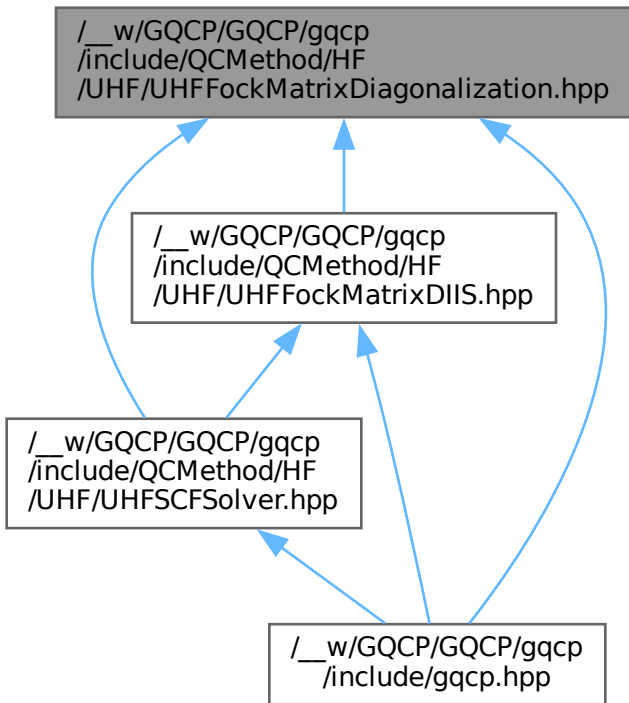 /__w/GQCP/GQCP/gqcp
/include/QCMethod/HF
/UHF/UHFFockMatrixDiagonalization.hpp
/__w/GQCP/GQCP/gqcp
/include/QCMethod/HF
/UHF/UHFFockMatrixDIIS.hpp
/__w/GQCP/GQCP/gqcp
/include/QCMethod/HF
/UHF/UHFSCFSolver.hpp
/__w/GQCP/GQCP/gqcp
/include/gqcp.hpp